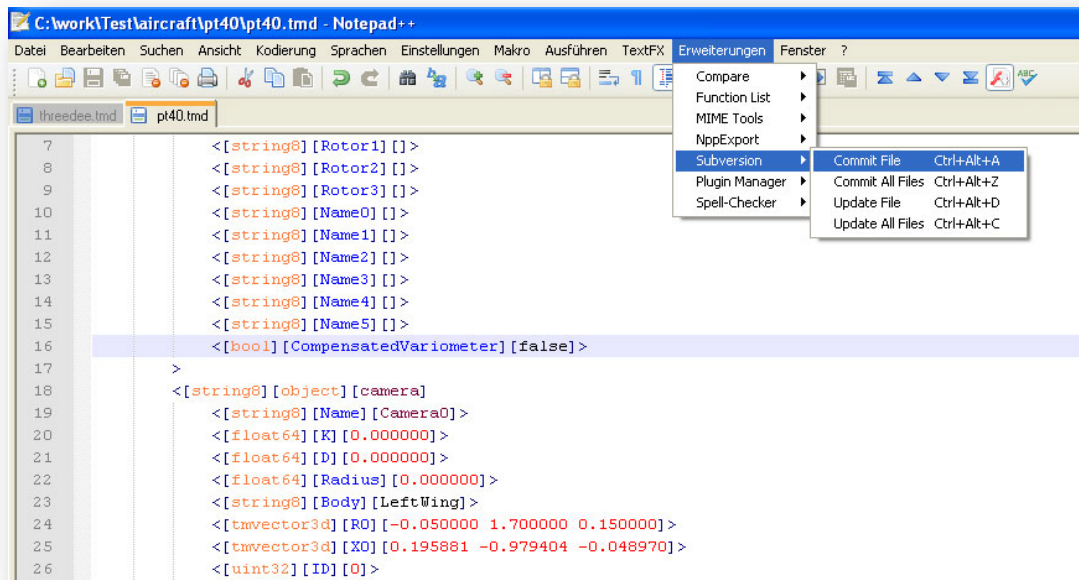 C:\work\Test\aircraft\pt40\pt40.tmd - Notepad++
Datei Bearbeiten Suchen Ansicht Kodierung Sprachen Einstellungen Makro Ausführen TextFX Erweiterungen Fenster ?
ABC
threedee.tmd pt40.tmd
Compare
Function List
MIME Tools
NppExport
Subversion
Plugin Manager
Spell-Checker
Commit File Ctrl+Alt+A
Commit All Files Ctrl+Alt+Z
Update File Ctrl+Alt+D
Update All Files Ctrl+Alt+C
7 <[string8][Rotor1][]>
8 <[string8][Rotor2][]>
9 <[string8][Rotor3][]>
10 <[string8][Name0][]>
11 <[string8][Name1][]>
12 <[string8][Name2][]>
13 <[string8][Name3][]>
14 <[string8][Name4][]>
15 <[string8][Name5][]>
16 <[bool][CompensatedVariometer][false]>
17 >
18 <[string8][object][camera]
19 <[string8][Name][Camera0]>
20 <[float64][K][0.000000]>
21 <[float64][D][0.000000]>
22 <[float64][Radius][0.000000]>
23 <[string8][Body][LeftWing]>
24 <[tmvector3d][R0][-0.050000 1.700000 0.150000]>
25 <[tmvector3d][X0][0.195881 -0.979404 -0.048970]>
26 <[uint32][ID][0]>